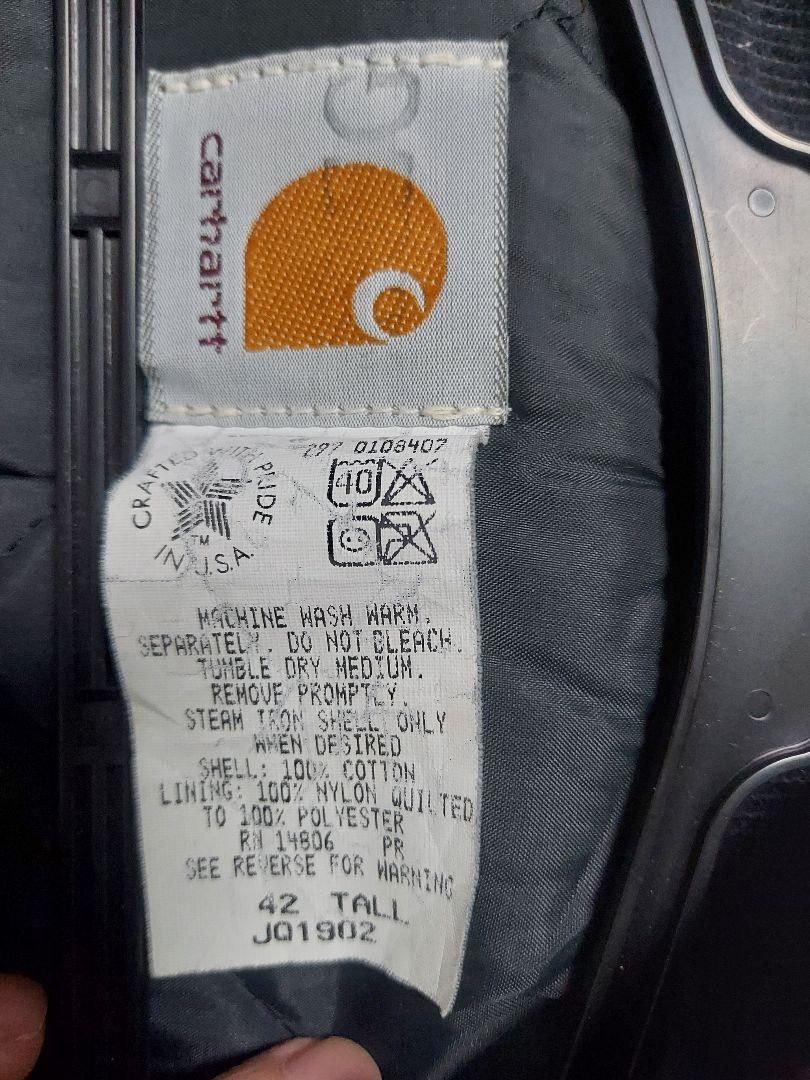 carhartt
297 0108407
CRAFTED WITH PRIDE
IN U.S.A.
TM
40
MACHINE WASH WARM.
SEPARATELY. DO NOT BLEACH.
TUMBLE DRY MEDIUM.
REMOVE PROMPTLY.
STEAM IRON SHELL ONLY
WHEN DESIRED
SHELL: 100% COTTON
LINING: 100% NYLON QUILTED
TO 100% POLYESTER
RN 14806 PR
SEE REVERSE FOR WARNING
42 TALL
JQ1902